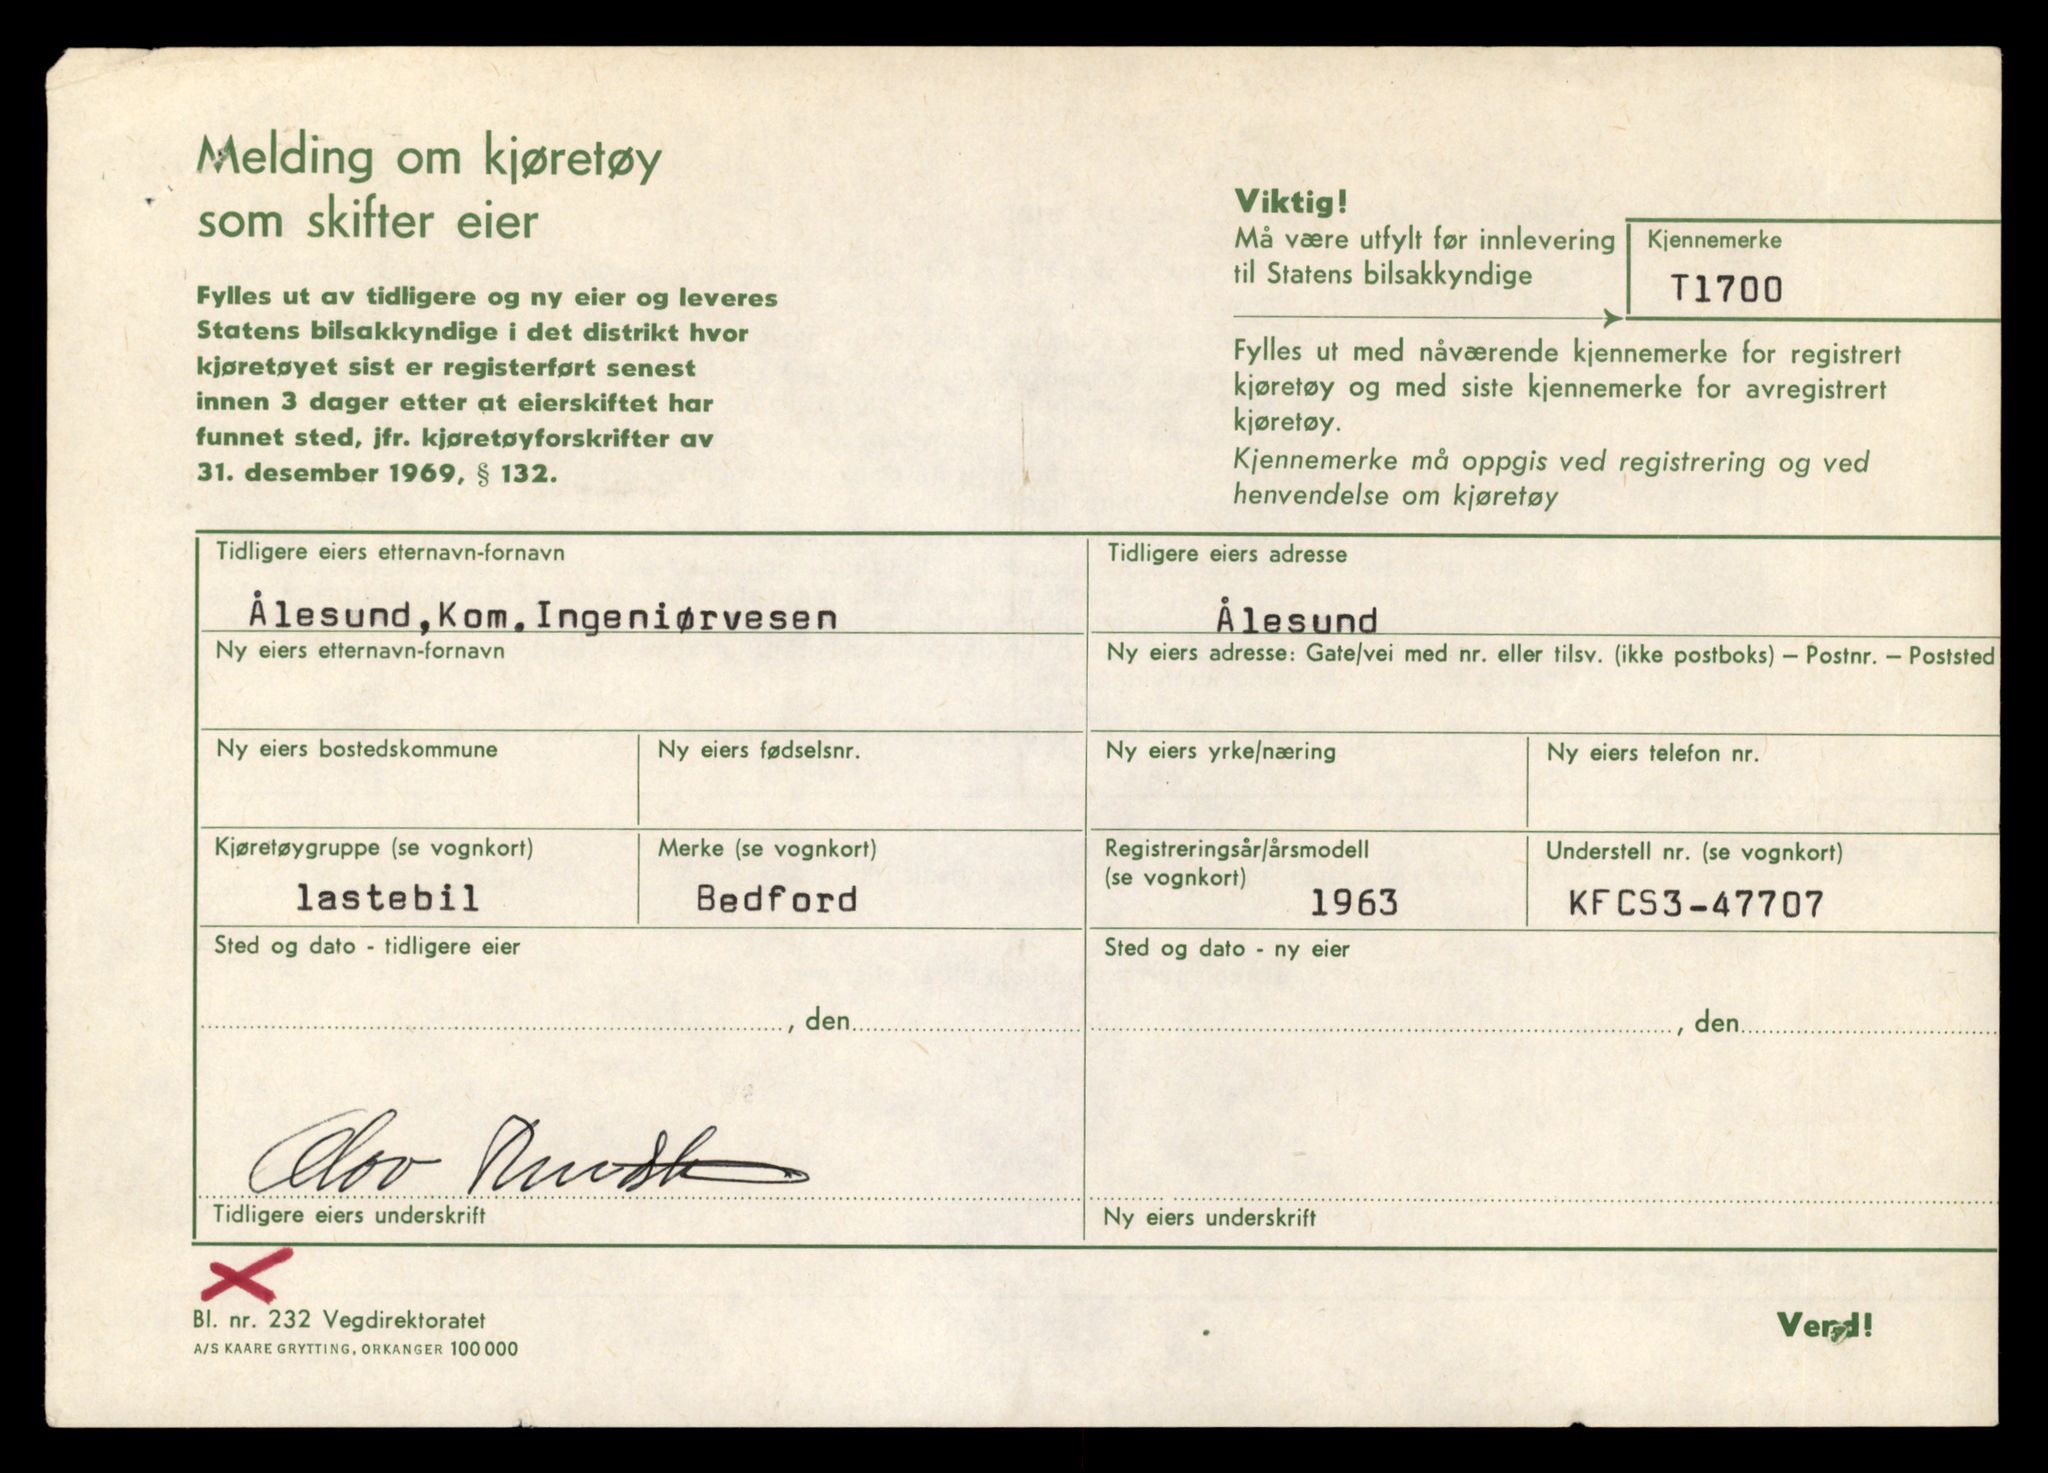 Melding om kjøretøy
som skifter eier
Fylles ut av tidligere og ny eier og leveres
Statens bilsakkyndige i det distrikt hvor
kjøretøyet sist er registerført senest
innen 3 dager etter at eierskiftet har
funnet sted, jfr. kjøretøyforskrifter av
31. desember 1969, § 132.
Viktig!
Må være utfylt før innlevering
til Statens bilsakkyndige
Kjennemerke
T1700
Fylles ut med nåværende kjennemerke for registrert
kjøretøy og med siste kjennemerke for avregistrert
kjøretøy.
Kjennemerke må oppgis ved registrering og ved
henvendelse om kjøretøy
Tidligere eiers etternavn-fornavn
Ålesund,Kom.Ingeniørvesen
Tidligere eiers adresse
Ålesund
Ny eiers etternavn-fornavn
Ny eiers adresse: Gate/vei med nr. eller tilsv. (ikke postboks) – Postnr. – Poststed
Ny eiers bostedskommune
Ny eiers fødselsnr.
Ny eiers yrke/næring
Ny eiers telefon nr.
Kjøretøygruppe (se vognkort)
lastebil
Merke (se vognkort)
Bedford
Registreringsår/årsmodell
(se vognkort)
1963
Understell nr. (se vognkort)
KFCS3-47707
Sted og dato - tidligere eier
, den
Sted og dato - ny eier
, den
Tidligere eiers underskrift
Ny eiers underskrift
Bl. nr. 232 Vegdirektoratet
A/S KAARE GRYTTING, ORKANGER 100 000
Vend!